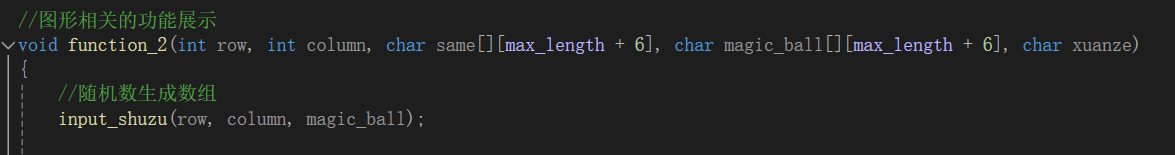 //图形相关的功能展示
void function_2(int row, int column, char same[][max_length + 6], char magic_ball[][max_length + 6], char xuanze)
{
//随机数生成数组
input_shuzu(row, column, magic_ball);